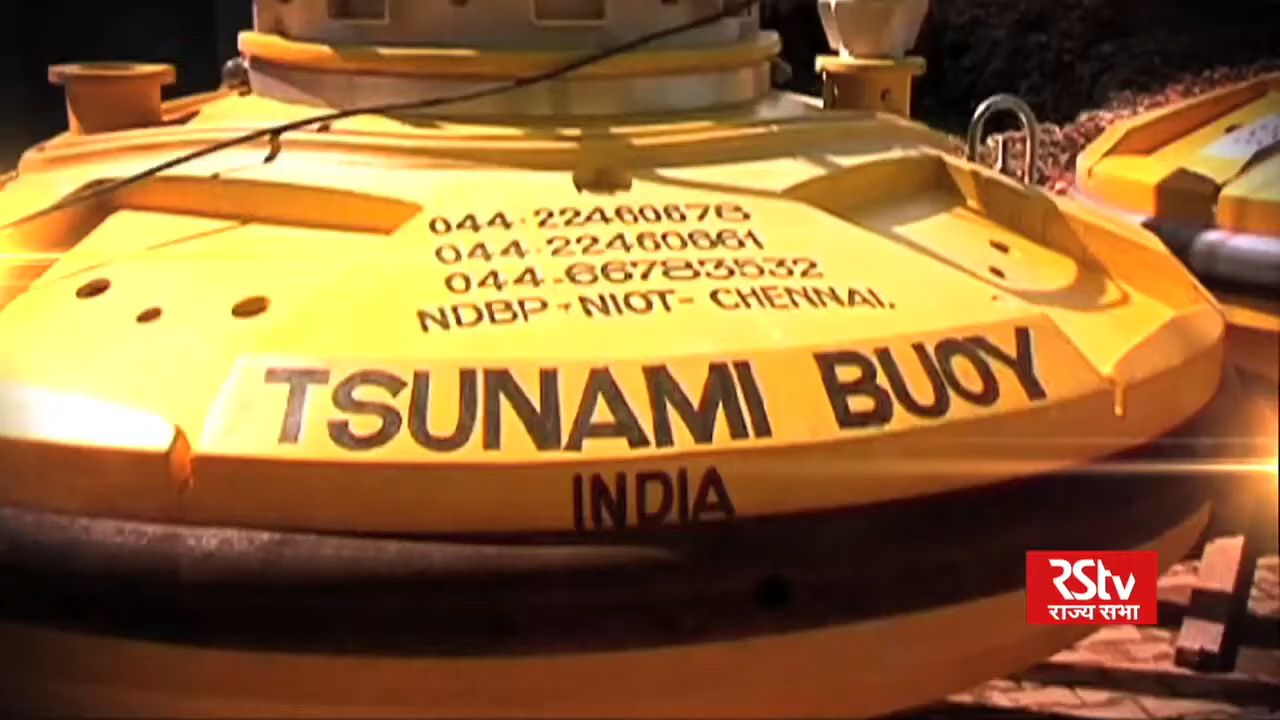 044-22460678
044-22460661
044-66783532
NDBP-NIOT-CHENNAI.
TSUNAMI BUOY
INDIA
RStv
राज्य सभा